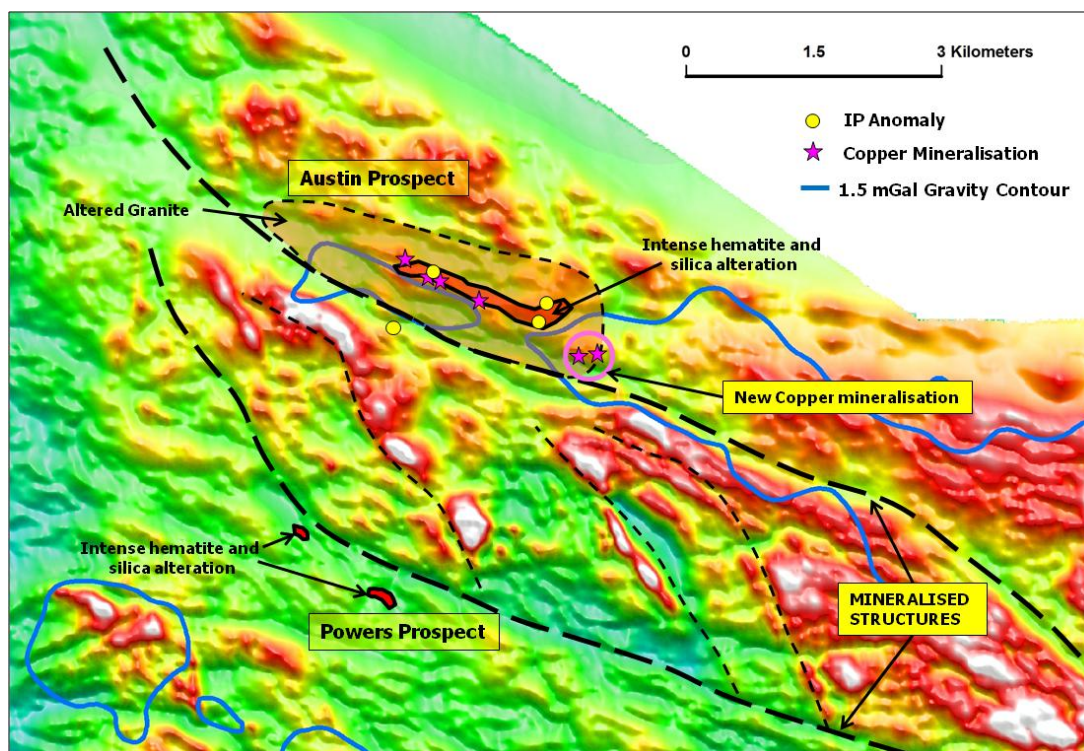 0 1.5 3 Kilometers
IP Anomaly
Copper Mineralisation
1.5 mGal Gravity Contour
Austin Prospect
Altered Granite
Intense hematite and
silica alteration
New Copper mineralisation
Intense hematite and
silica alteration
Powers Prospect
MINERALISED
STRUCTURES